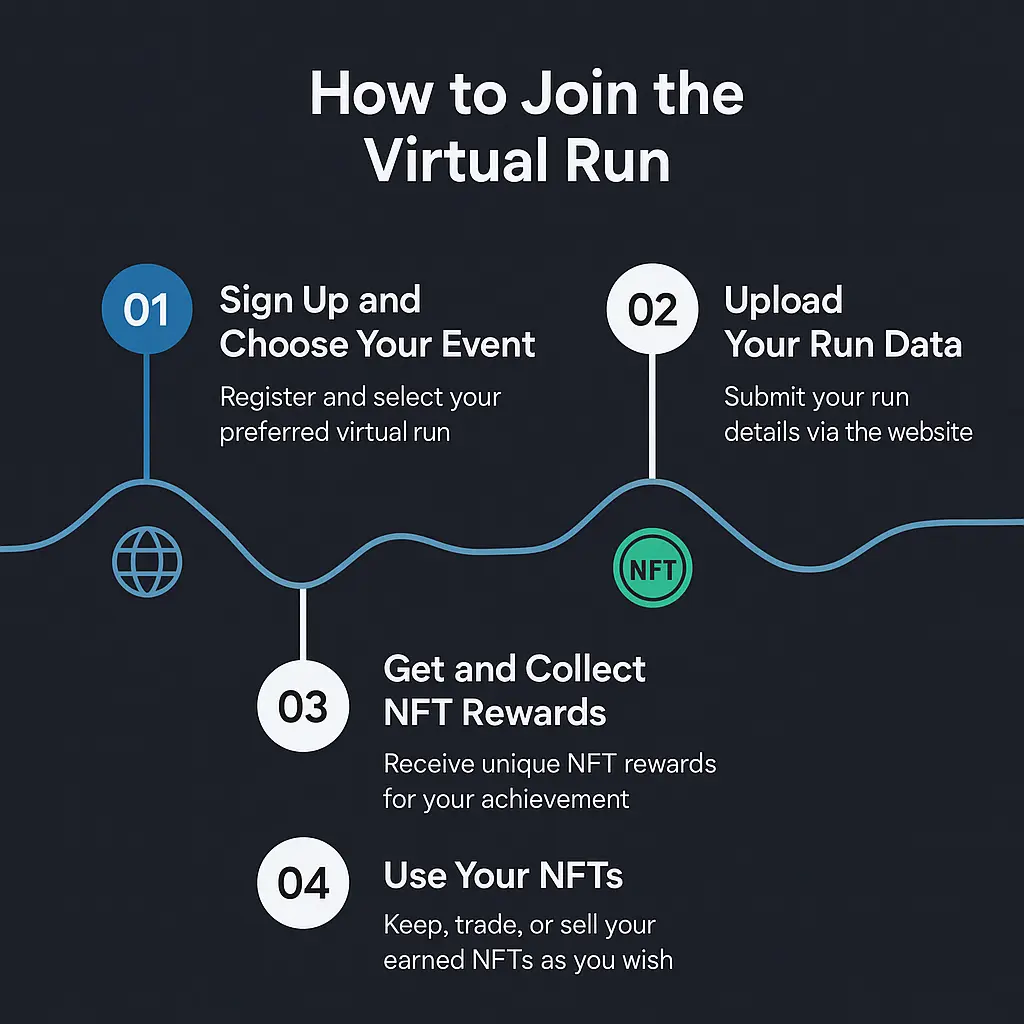 How to Join the
Virtual Run
01
Sign Up and
Choose Your Event
Register and select your
preferred virtual run
02
Upload
Your Run Data
Submit your run
details via the website
NFT
03
Get and Collect
NFT Rewards
Receive unique NFT rewards
for your achievement
04
Use Your NFTs
Keep, trade, or sell your
earned NFTs as you wish